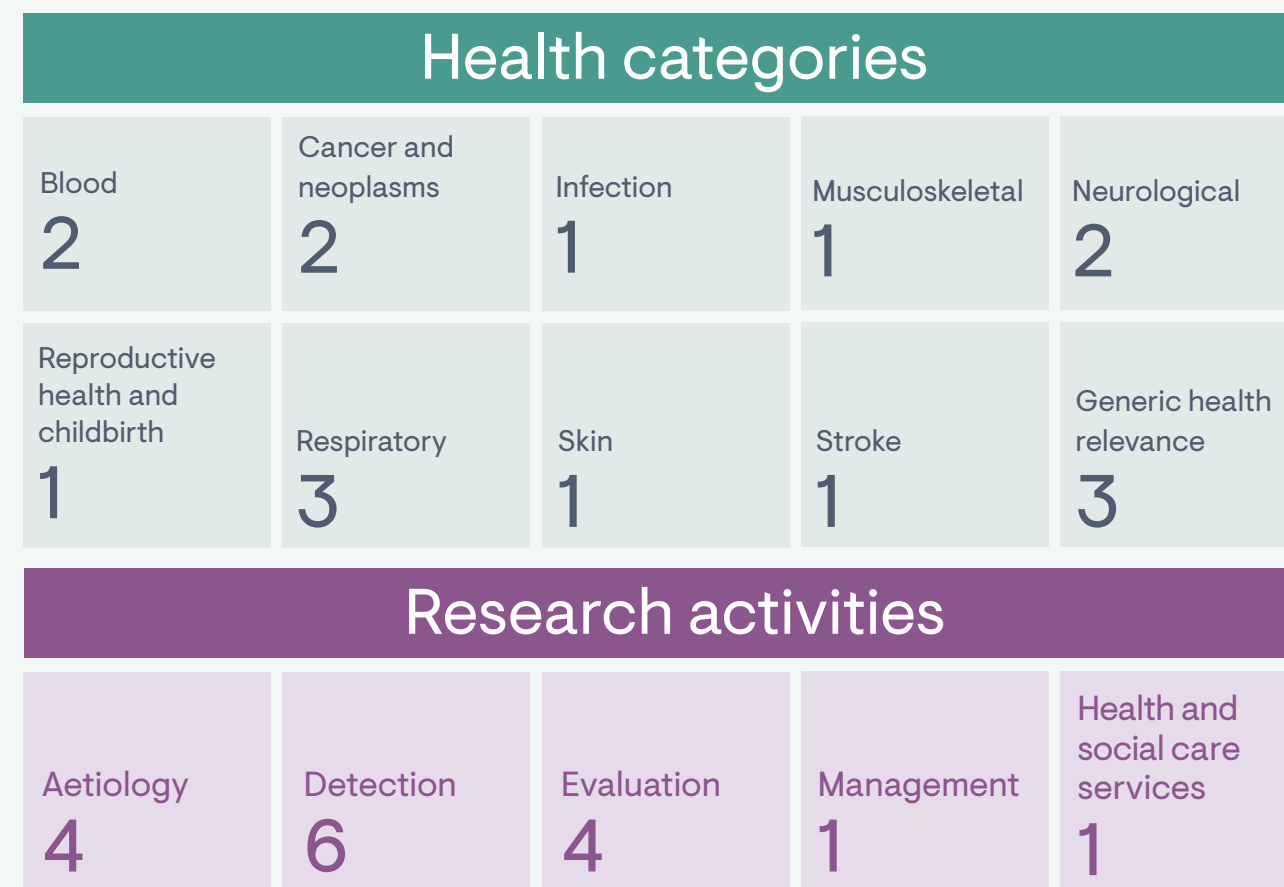 Health categories
Blood
2
Cancer and
neoplasms
2
Infection
1
Musculoskeletal
1
Neurological
2
Reproductive
health and
childbirth
1
Respiratory
3
Skin
1
Stroke
1
Generic health
relevance
3
Research activities
Aetiology
4
Detection
6
Evaluation
4
Management
1
Health and
social care
services
1